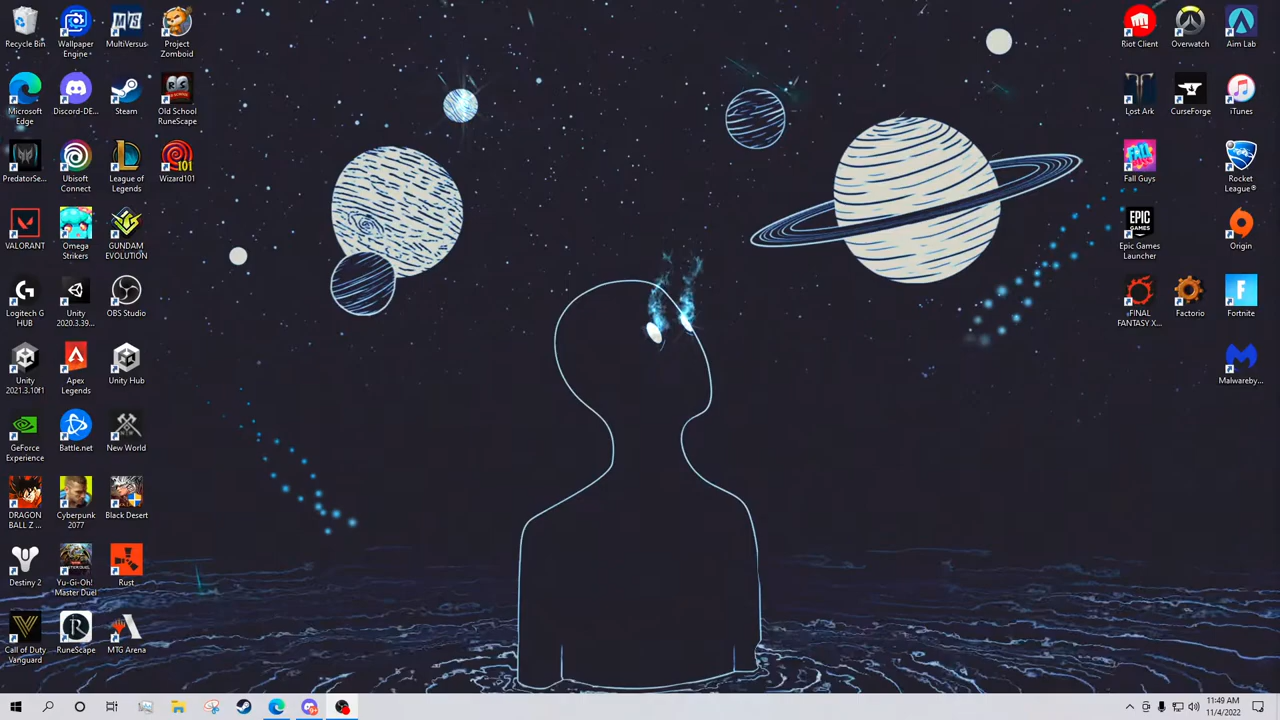 Recycle Bin
Wallpaper
Engine
MultiVersus
Project
Zomboid
Microsoft
Edge
Discord-DE...
Steam
Old School
RuneScape
PredatorSe...
Ubisoft
Connect
League of
Legends
Wizard101
VALORANT
Omega
Strikers
GUNDAM
EVOLUTION
Logitech G
HUB
Unity
2020.3.39...
OBS Studio
Unity
2021.3.10f1
Apex
Legends
Unity Hub
GeForce
Experience
Battle.net
New World
DRAGON
BALL Z ...
Cyberpunk
2077
Black Desert
Destiny 2
Yu-Gi-Oh!
Master Duel
Rust
Call of Duty
Vanguard
RuneScape
MTG Arena
Riot Client
Overwatch
Aim Lab
Lost Ark
CurseForge
iTunes
Fall Guys
Rocket
League®
EPIC
GAMES
Epic Games
Launcher
Origin
FINAL
FANTASY X...
Factorio
Fortnite
Malwareby...
11:49 AM
11/4/2022